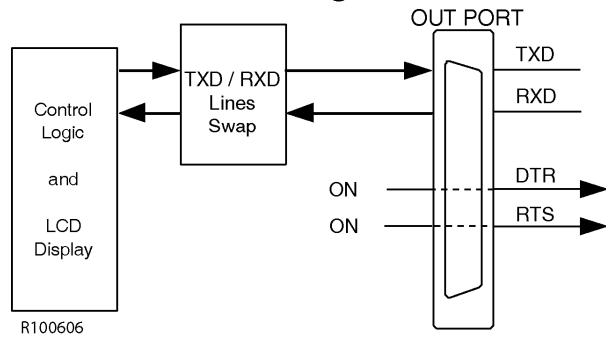 OUT PORT
TXD
TXD / RXD
Lines
Swap
RXD
Control
Logic
and
LCD
Display
DTR
ON
RTS
ON
R100606